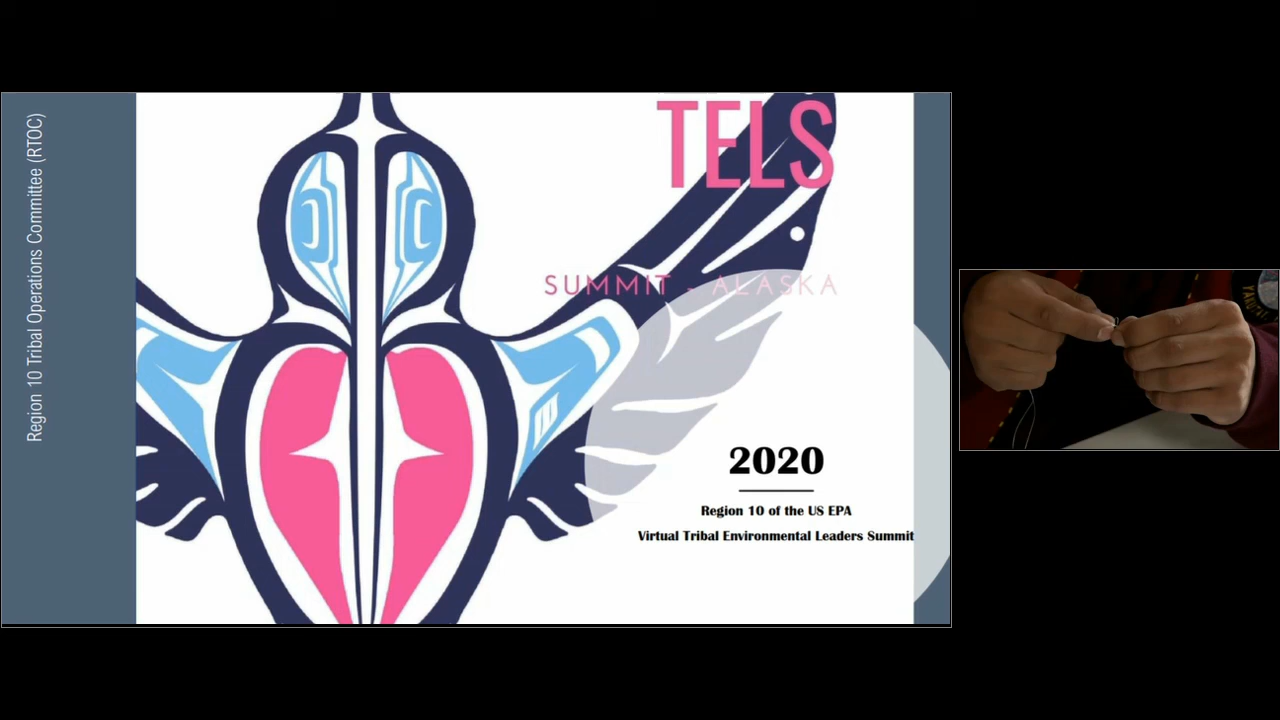 Region 10 Tribal Operations Committee (RTOC)
TELS
SUMMIT - ALASKA
2020
Region 10 of the US EPA
Virtual Tribal Environmental Leaders Summit